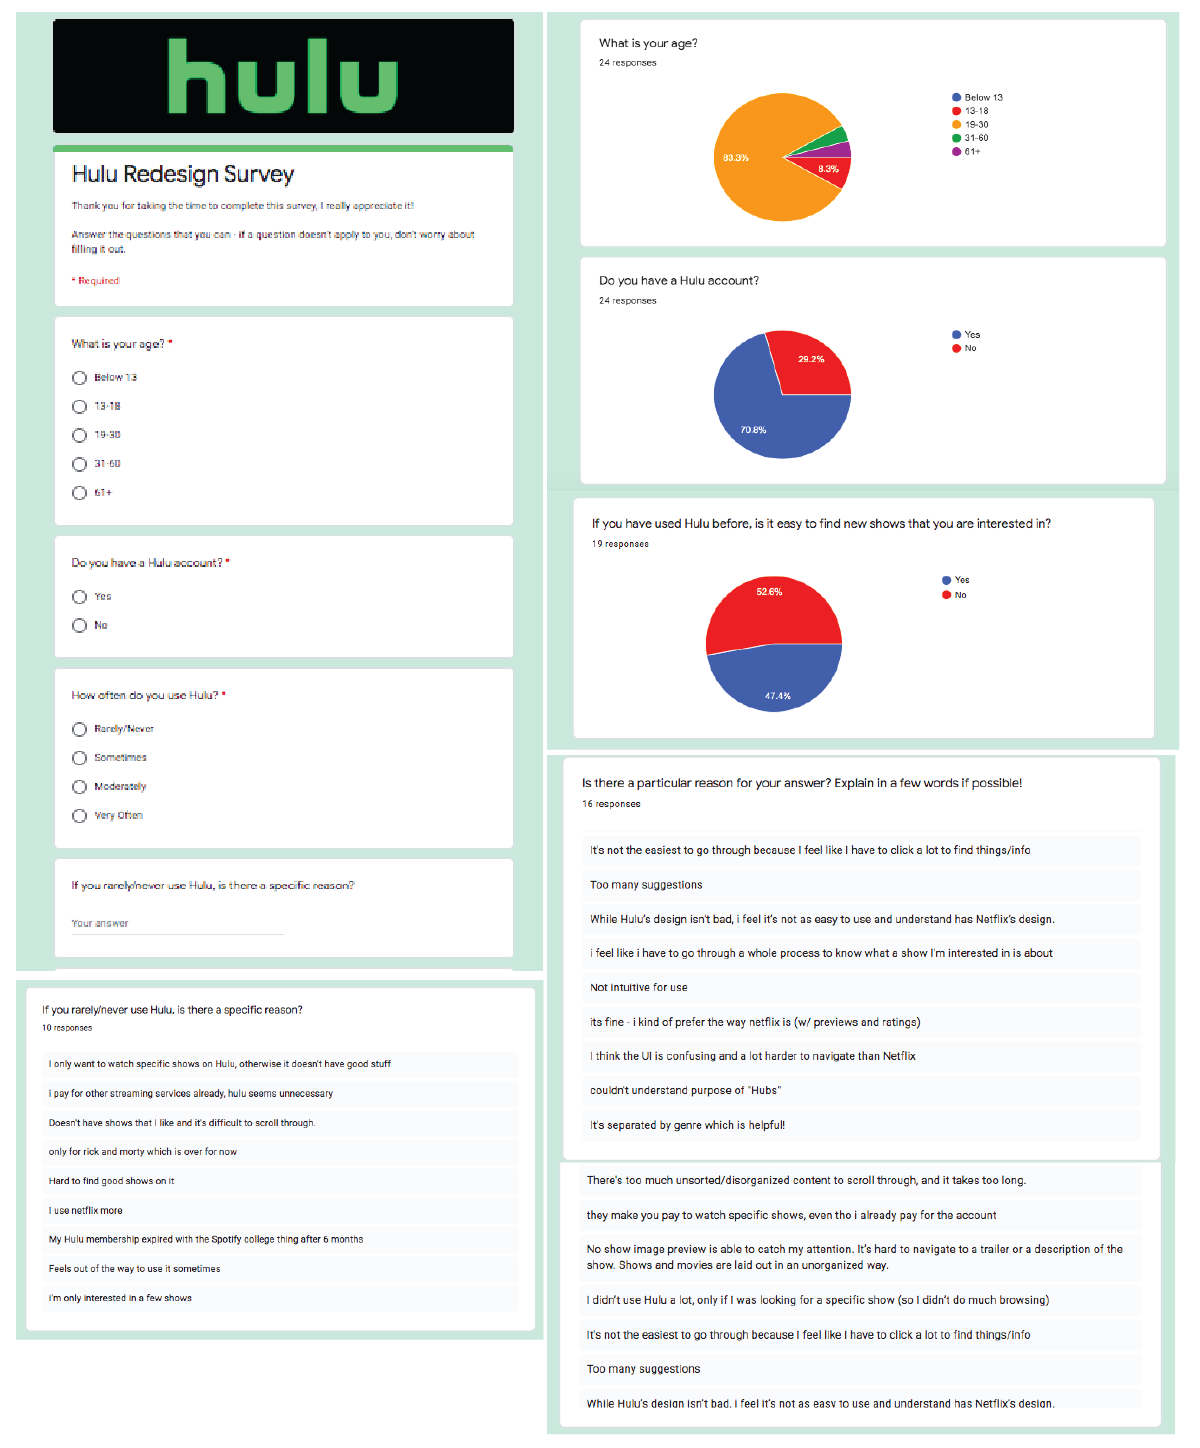 hulu
Hulu Redesign Survey
Thank you for taking the time to complete this survey, I really appreciate it!
Answer the questions that you can - if a question doesn't apply to you, don't worry about
filling it out.
* Required
What is your age? *
Below 13
13-18
19-30
31-60
61+
Do you have a Hulu account? *
Yes
No
How often do you use Hulu? *
Rarely/Never
Sometimes
Moderately
Very Often
If you rarely/never use Hulu, is there a specific reason?
Your answer
If you rarely/never use Hulu, is there a specific reason?
10 responses
I only want to watch specific shows on Hulu, otherwise it doesn't have good stuff
i pay for other streaming services already, hulu seems unnecessary
Doesn't have shows that I like and it's difficult to scroll through.
only for rick and morty which is over for now
Hard to find good shows on it
I use netflix more
My Hulu membership expired with the Spotify college thing after 6 months
Feels out of the way to use it sometimes
I'm only interested in a few shows
What is your age?
24 responses
83.3%
8.3%
Below 13
13-18
19-30
31-60
61+
Do you have a Hulu account?
24 responses
29.2%
70.8%
Yes
No
If you have used Hulu before, is it easy to find new shows that you are interested in?
19 responses
52.6%
47.4%
Yes
No
Is there a particular reason for your answer? Explain in a few words if possible!
16 responses
It's not the easiest to go through because I feel like I have to click a lot to find things/info
Too many suggestions
While Hulu's design isn't bad, i feel it's not as easy to use and understand has Netflix's design.
i feel like i have to go through a whole process to know what a show I'm interested in is about
Not intuitive for use
its fine - i kind of prefer the way netflix is (w/ previews and ratings)
I think the UI is confusing and a lot harder to navigate than Netflix
couldn't understand purpose of "Hubs"
It's separated by genre which is helpful!
There's too much unsorted/disorganized content to scroll through, and it takes too long.
they make you pay to watch specific shows, even tho i already pay for the account
No show image preview is able to catch my attention. It's hard to navigate to a trailer or a description of the
show. Shows and movies are laid out in an unorganized way.
I didn't use Hulu a lot, only if I was looking for a specific show (so I didn't do much browsing)
It's not the easiest to go through because I feel like I have to click a lot to find things/info
Too many suggestions
While Hulu's design isn't bad, i feel it's not as easy to use and understand has Netflix's design.